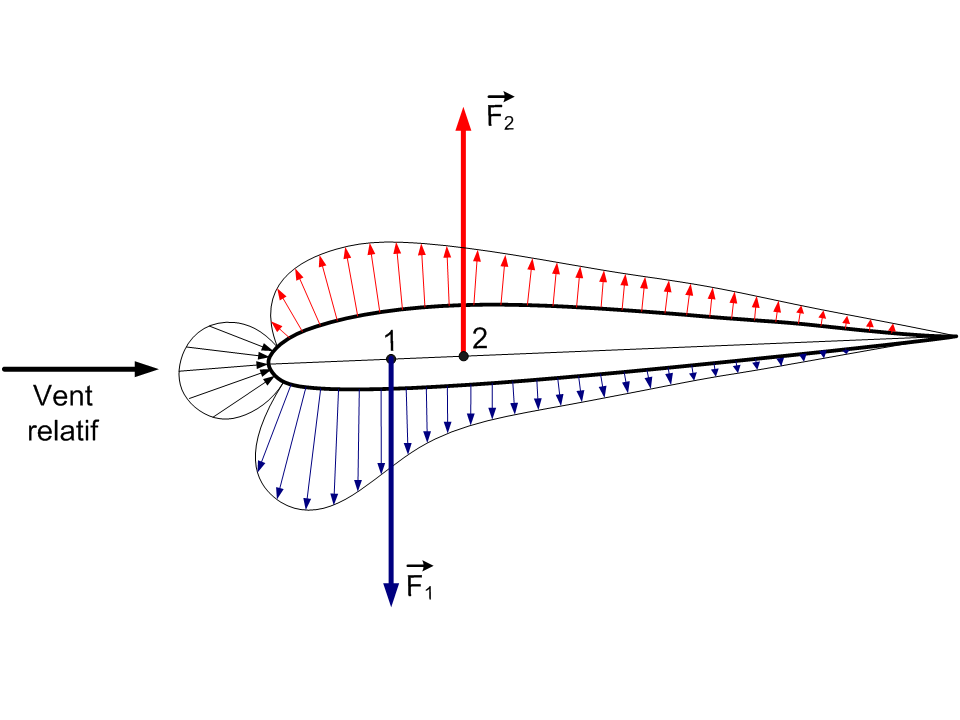 F₂
1
2
Vent
relatif
F₁